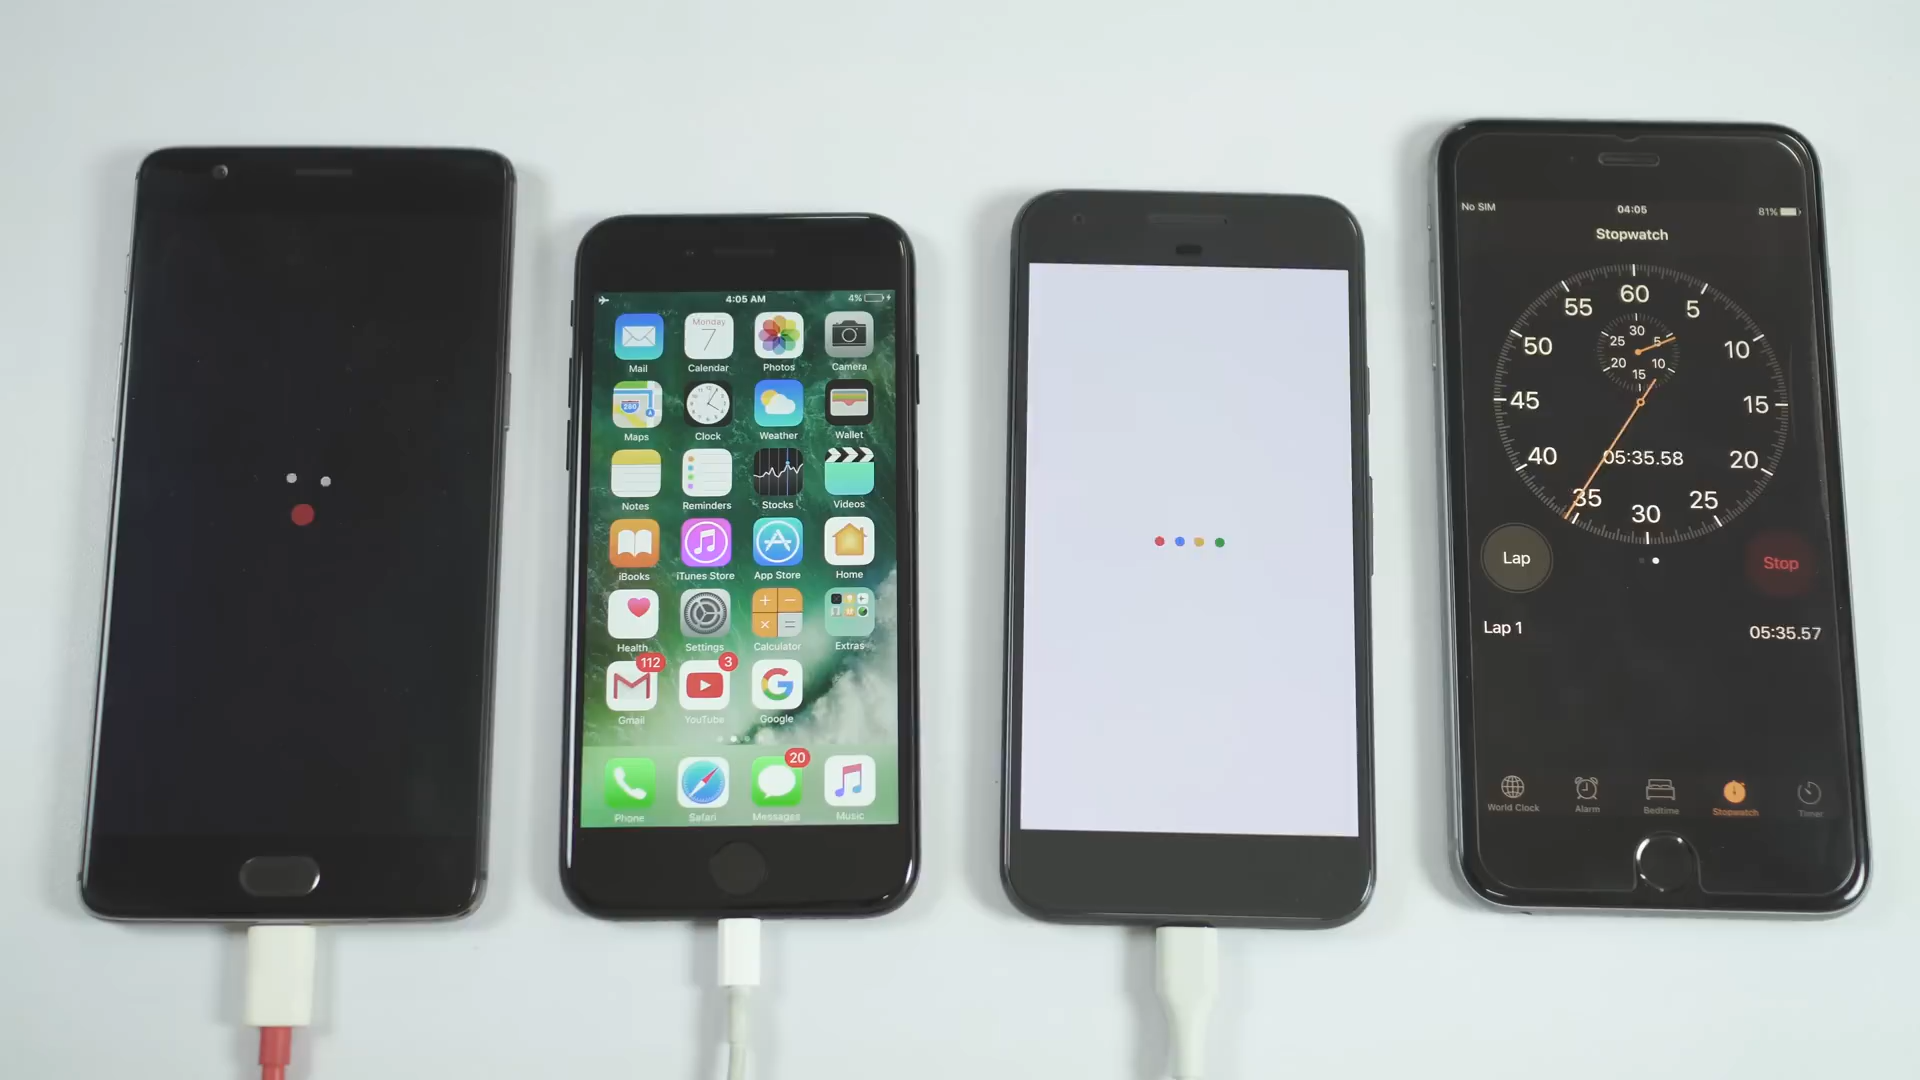 4:05 AM
4%
Monday
7
Mail
Calendar
Photos
Camera
280
Maps
Clock
Weather
Wallet
Notes
Reminders
Stocks
Videos
iBooks
iTunes Store
App Store
Home
Health
Settings
Calculator
Extras
112
3
Gmail
YouTube
Google
20
Phone
Safari
Messages
Music
No SIM
04:05
81%
Stopwatch
60
55
5
50
10
45
15
40
20
35
25
30
30
25
5
20
10
15
05:35.58
Lap
Stop
Lap 1
05:35.57
World Clock
Alarm
Bedtime
Stopwatch
Timer